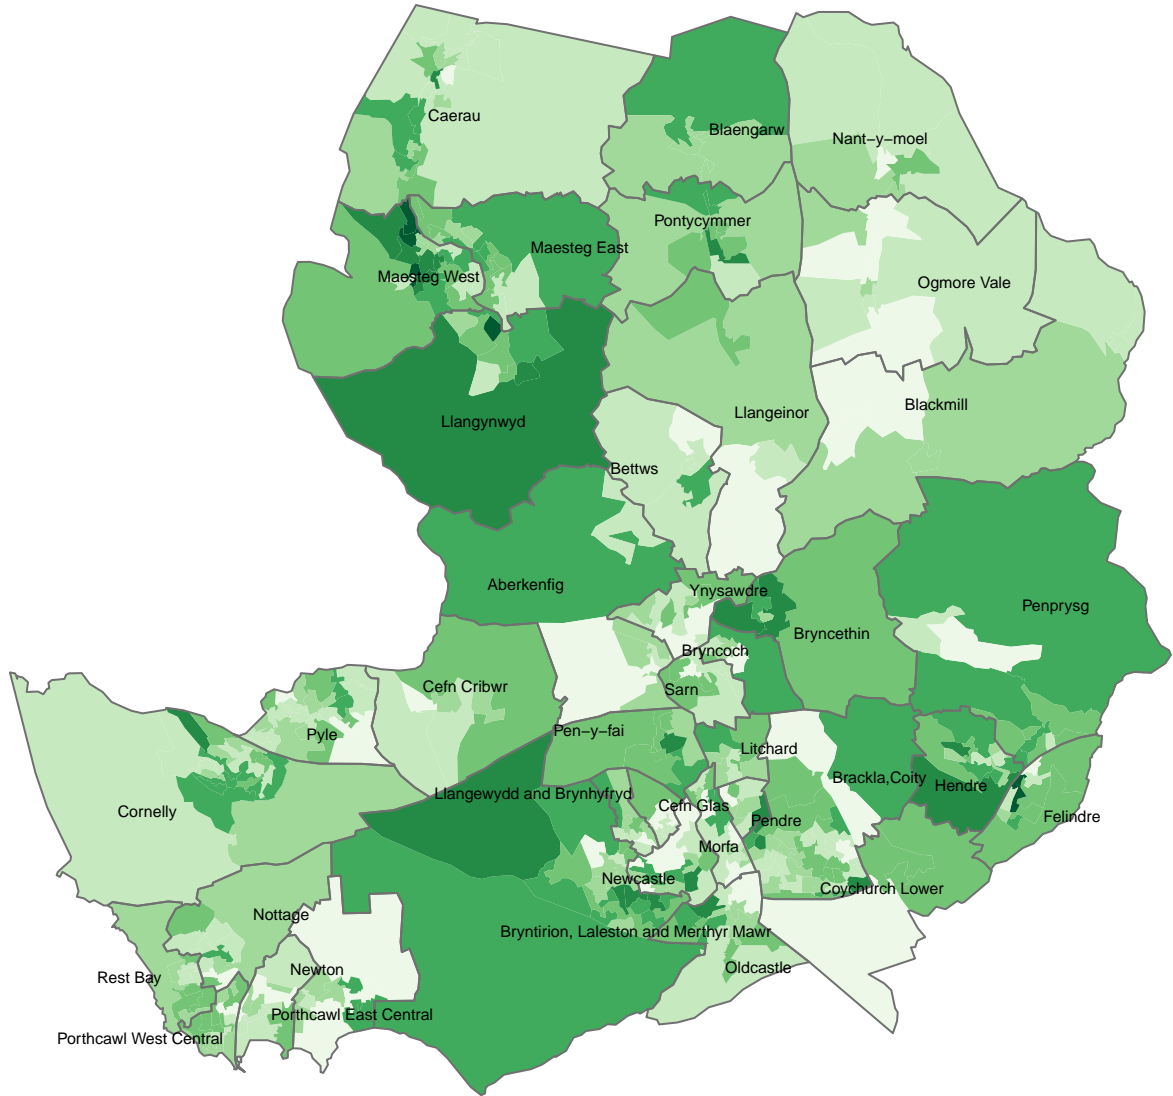 Caerau
Blaengarw
Nant−y−moel
Pontycymmer
Maesteg East
Maesteg West
Ogmore Vale
Blackmill
Llangeinor
Llangynwyd
Bettws
Aberkenfig
Ynysawdre
Penprysg
Bryncethin
Bryncoch
Cefn Cribwr
Sarn
Pyle
Pen−y−fai
Litchard
Brackla,Coity
Hendre
Llangewydd and Brynhyfryd
Cefn Glas
Cornelly
Pendre
Felindre
Morfa
Newcastle
Coychurch Lower
Nottage
Bryntirion, Laleston and Merthyr Mawr
Newton
Oldcastle
Rest Bay
Porthcawl East Central
Porthcawl West Central